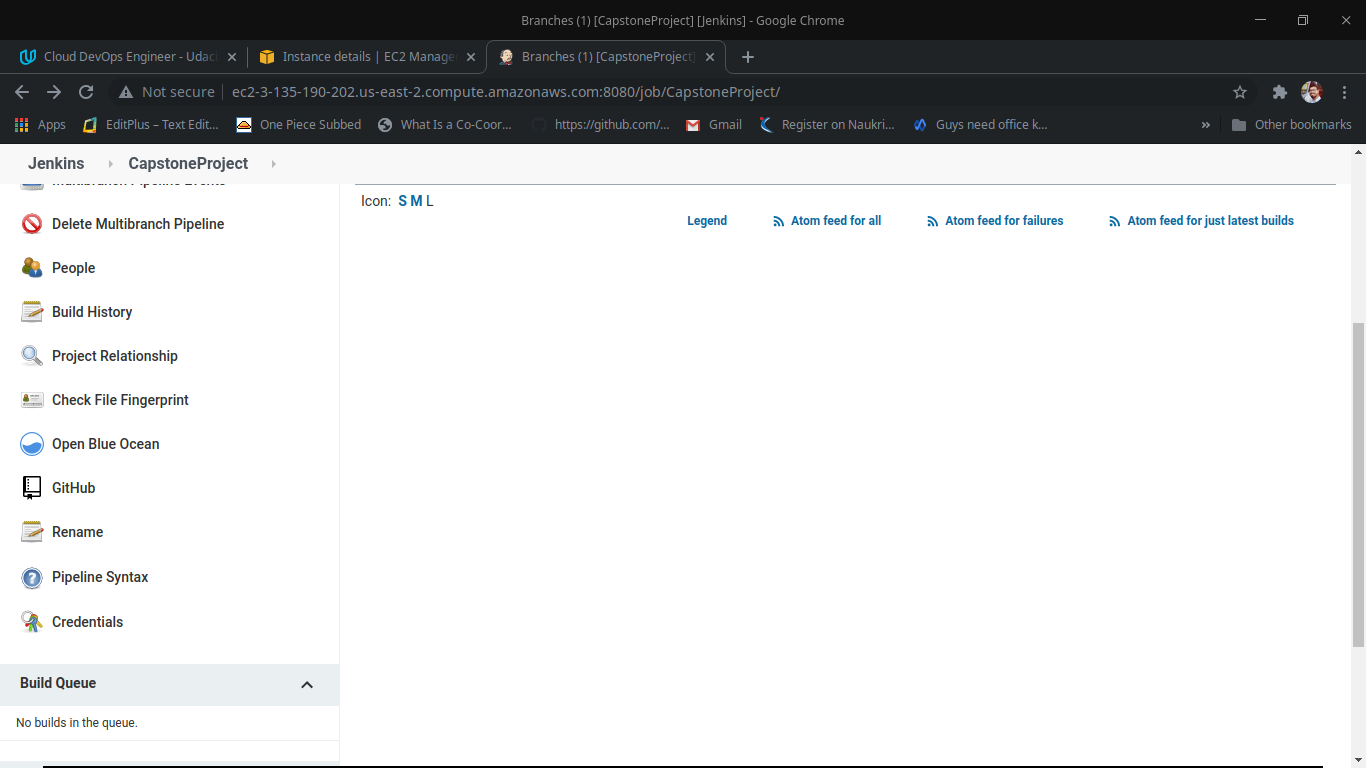 Branches (1) [CapstoneProject] [Jenkins] - Google Chrome
Cloud DevOps Engineer - Udac
Instance details | EC2 Manage
Branches (1) [CapstoneProject]
Not secure
ec2-3-135-190-202.us-east-2.compute.amazonaws.com:8080/job/CapstoneProject/
Apps
EditPlus – Text Edit...
One Piece Subbed
What Is a Co-Coor...
https://github.com/...
Gmail
Register on Naukri...
Guys need office k...
»
Other bookmarks
Jenkins
CapstoneProject
Multibranch Pipeline Events
Icon: S M L
Legend
Atom feed for all
Atom feed for failures
Atom feed for just latest builds
Delete Multibranch Pipeline
People
Build History
Project Relationship
Check File Fingerprint
Open Blue Ocean
GitHub
Rename
Pipeline Syntax
Credentials
Build Queue
No builds in the queue.